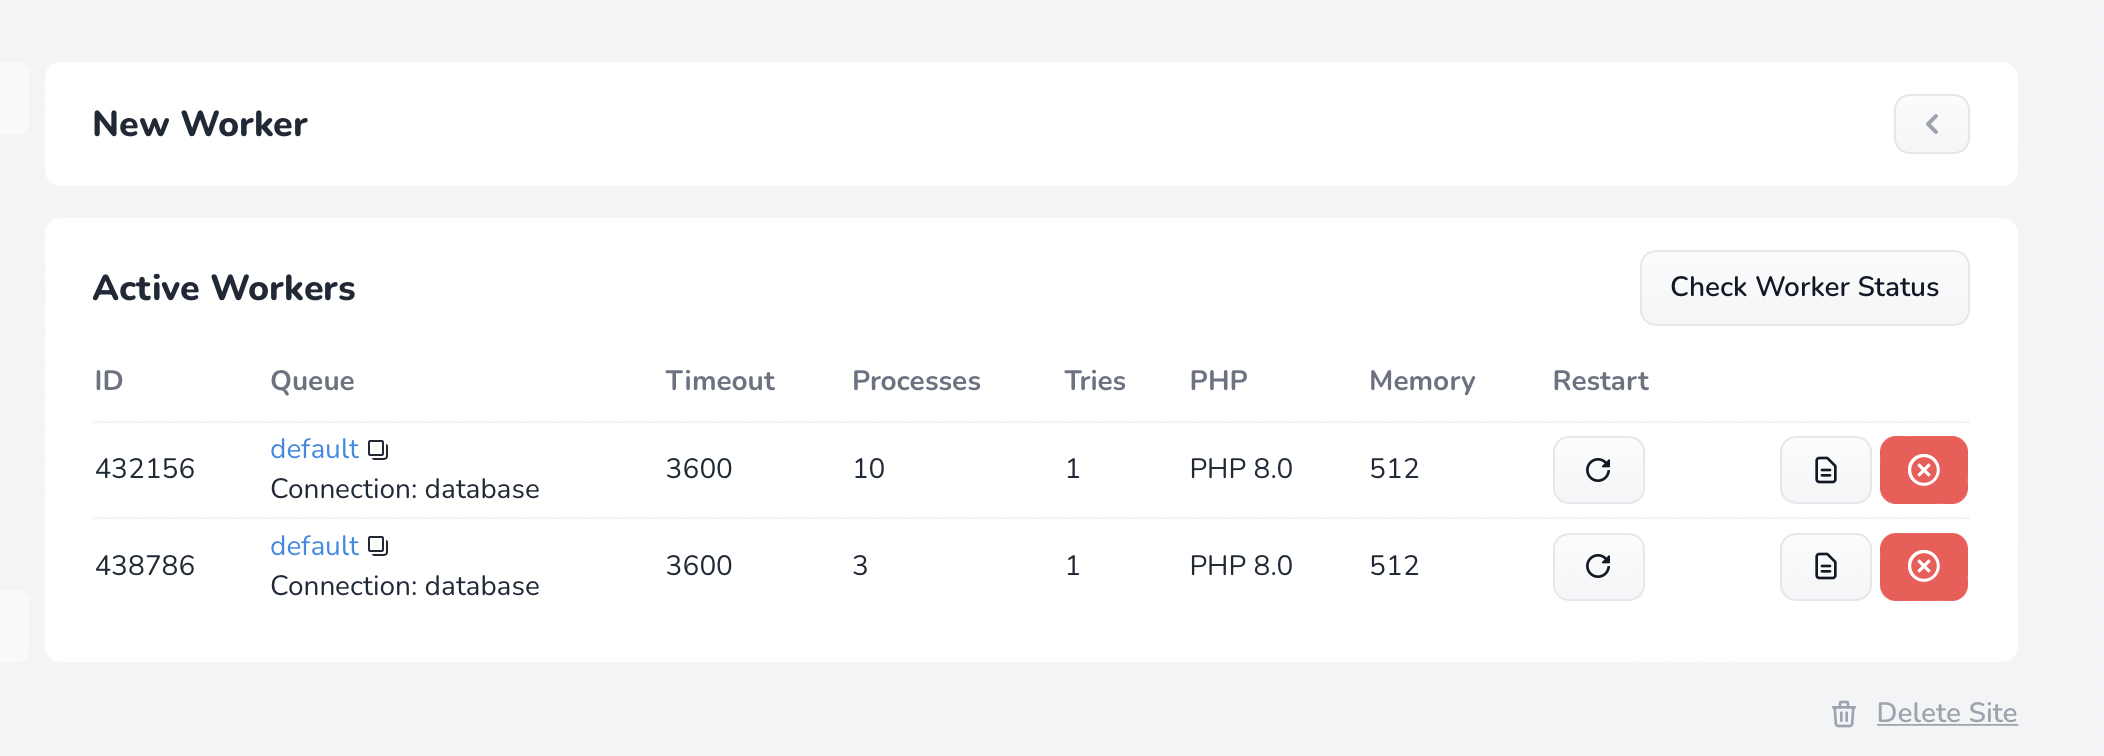 New Worker
Active Workers
Check Worker Status
ID Queue Timeout Processes Tries PHP Memory Restart
default
432156 3600 10 1 PHP 8.0 512
Connection: database
default
438786 3600 3 1 PHP 8.0 512
Connection: database
Delete Site